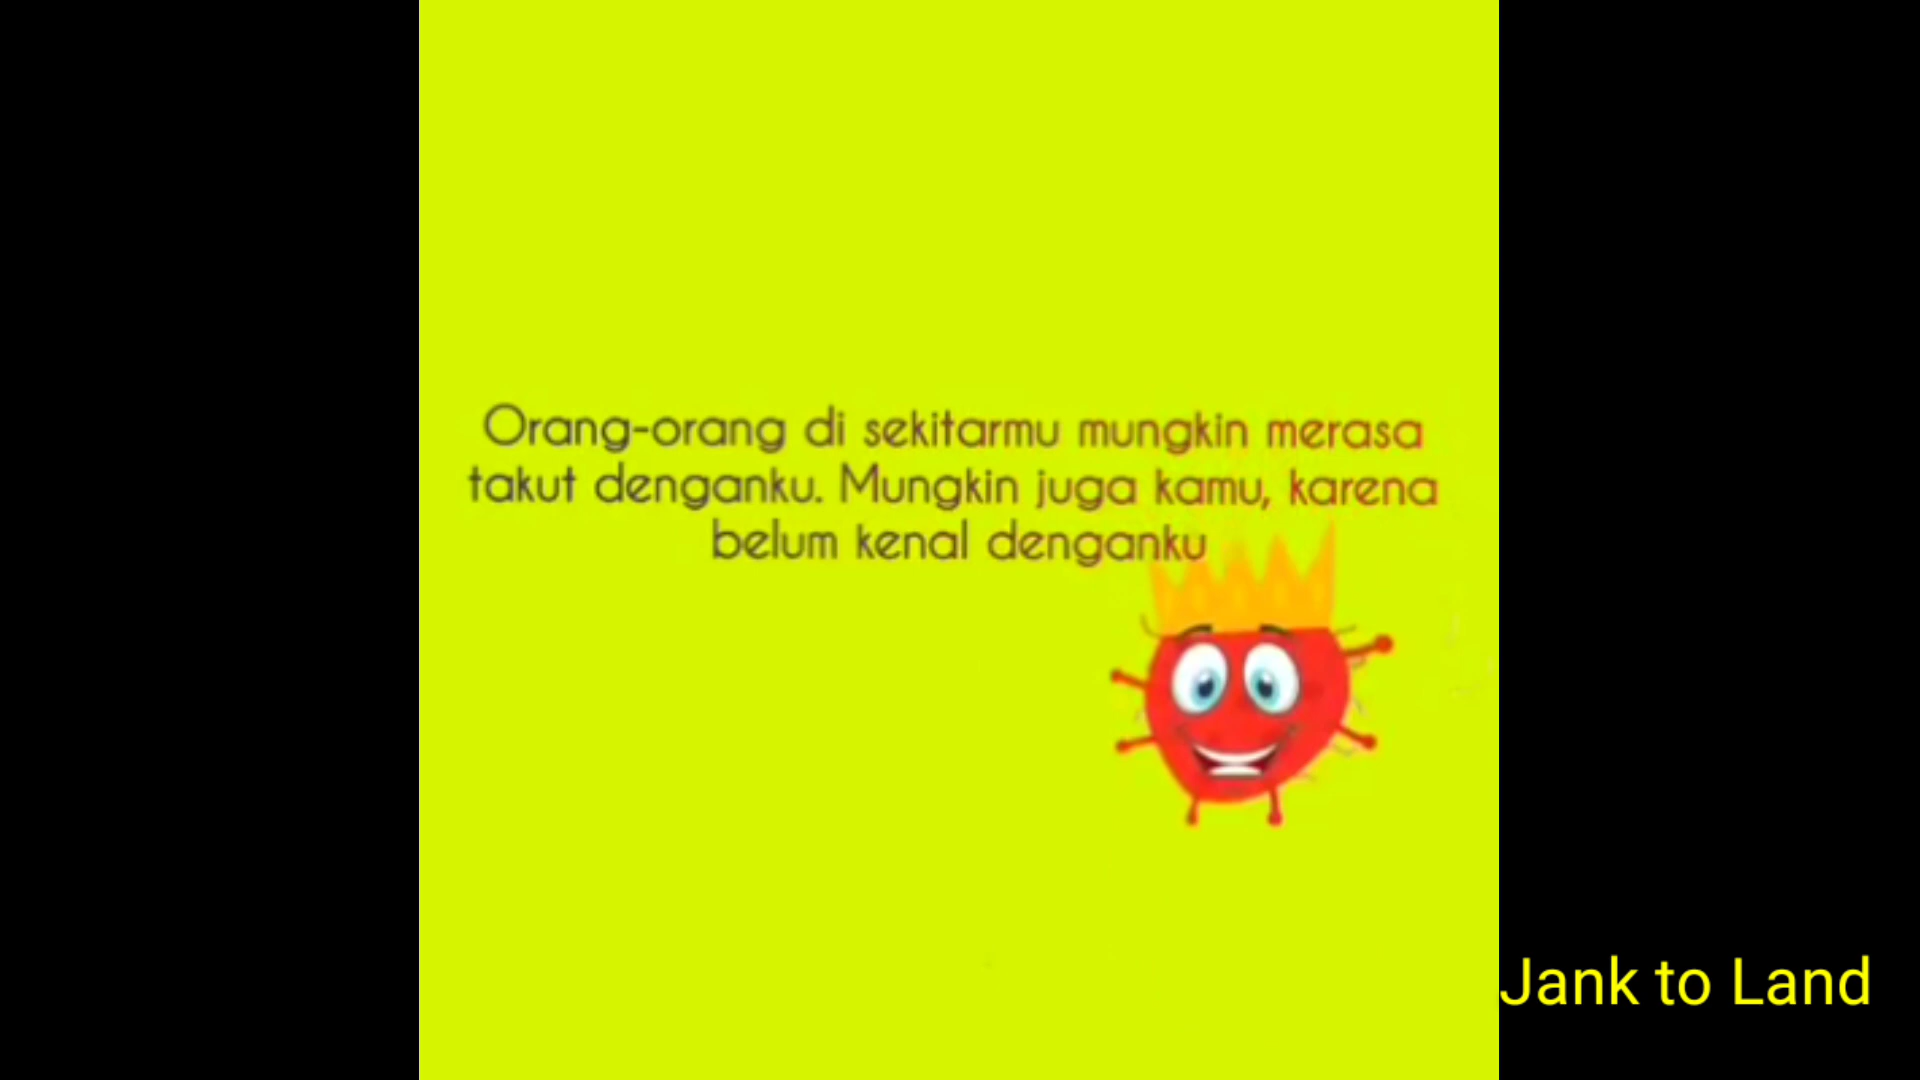 Orang-orang di sekitarmu mungkin merasa
takut denganku. Mungkin juga kamu, karena
belum kenal denganku
Jank to Land